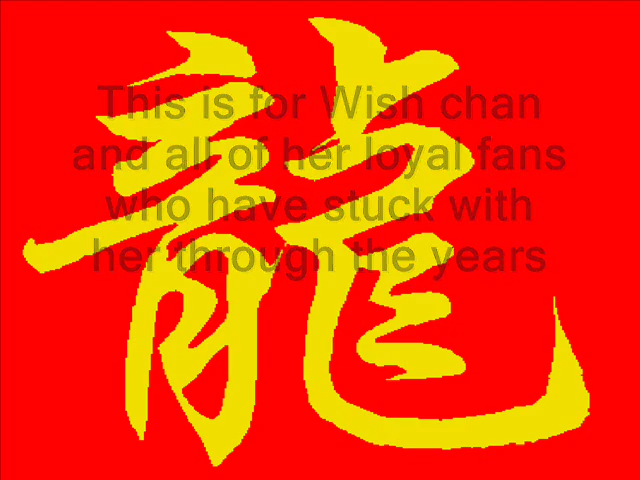 龍
This is for Wish chan
and all of her loyal fans
who have stuck with
her through the years